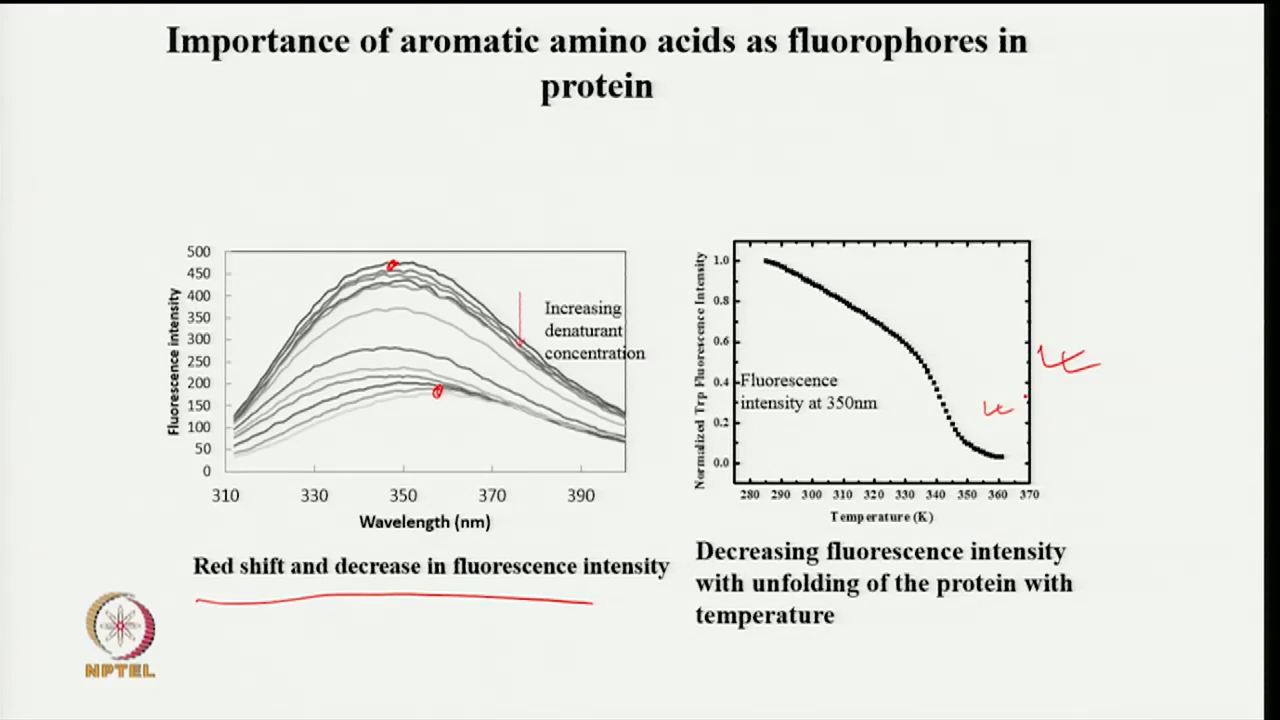 Importance of aromatic amino acids as fluorophores in
protein
Fluorescence intensity
500
450
400
350
300
250
200
150
100
50
0
310 330 350 370 390
Wavelength (nm)
Increasing
denaturant
concentration
Red shift and decrease in fluorescence intensity
Normalized Trp Fluorescence Intensity
1.0
0.8
0.6
0.4
0.2
0.0
Fluorescence
intensity at 350nm
280 290 300 310 320 330 340 350 360 370
Temperature (K)
Decreasing fluorescence intensity
with unfolding of the protein with
temperature
NPTEL